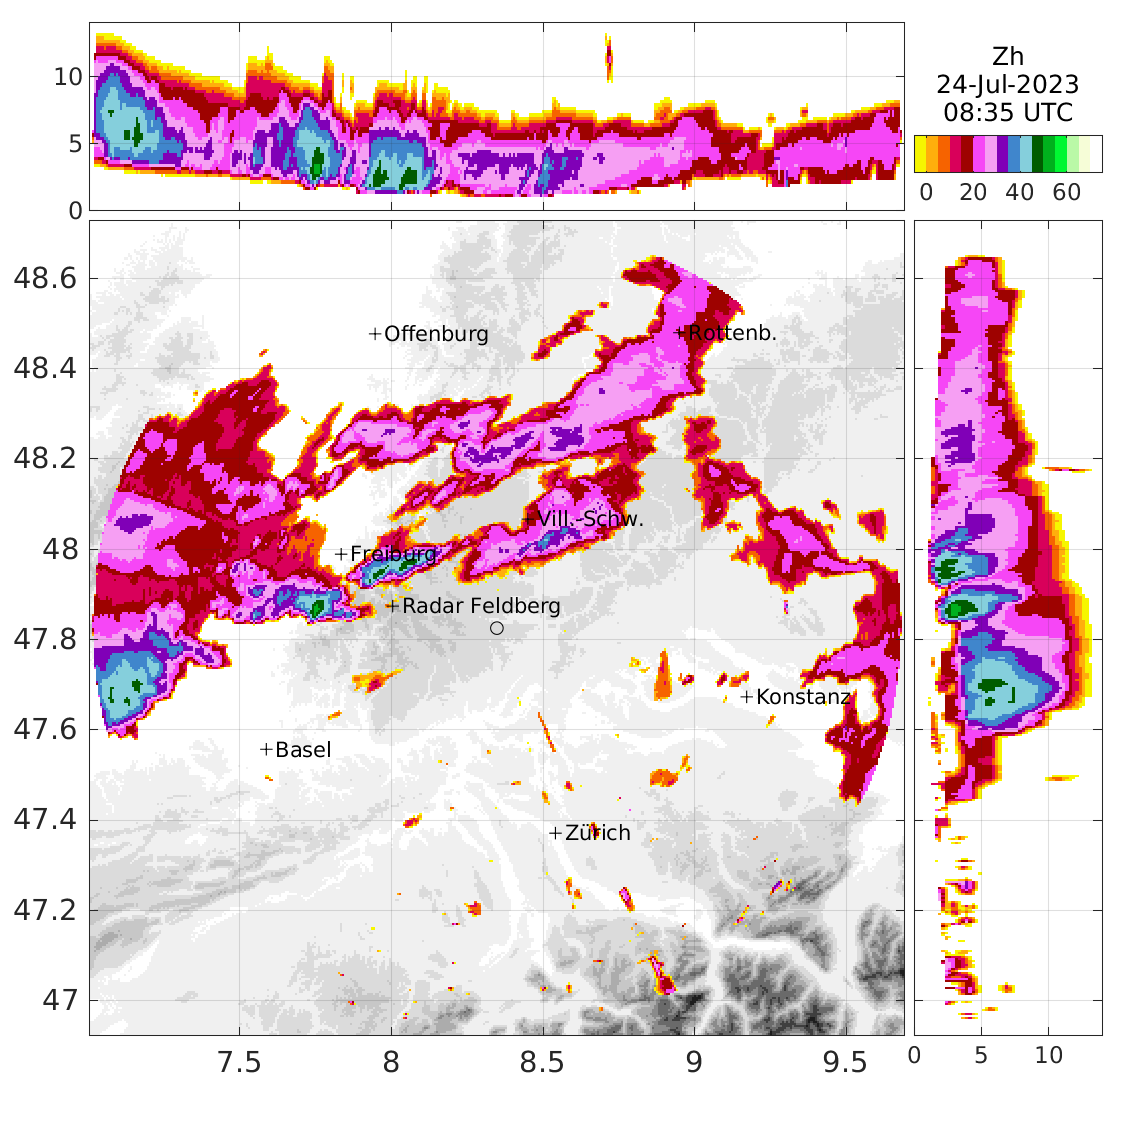 10
5
0
Zh
24-Jul-2023
08:35 UTC
0 20 40 60
48.6
48.4
48.2
48
47.8
47.6
47.4
47.2
47
Offenburg
Rottenb.
Vill.-Schw.
Freiburg
Radar Feldberg
Konstanz
Basel
Zürich
7.5 8 8.5 9 9.5
0 5 10